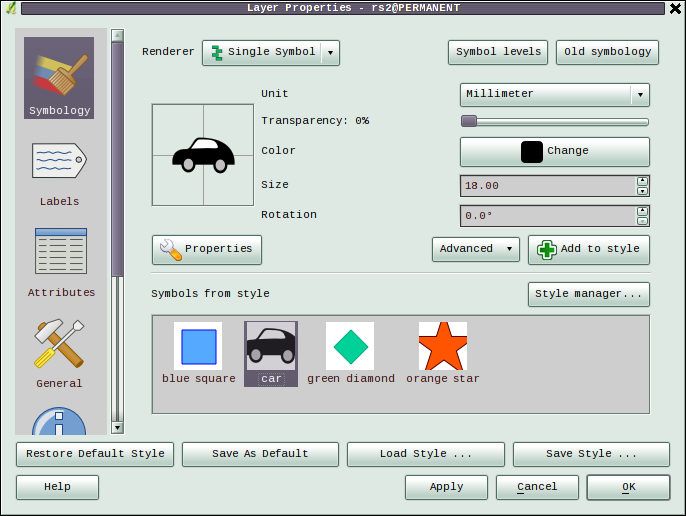 Layer Properties - rs2@PERMANENT
Symbology
Labels
Attributes
General
Renderer Single Symbol Symbol levels Old symbology
Unit Millimeter
Transparency: 0%
Color Change
Size 18.00
Rotation 0.0°
Properties Advanced Add to style
Symbols from style Style manager...
blue square car green diamond orange star
Restore Default Style Save As Default Load Style ... Save Style ...
Help Apply Cancel OK